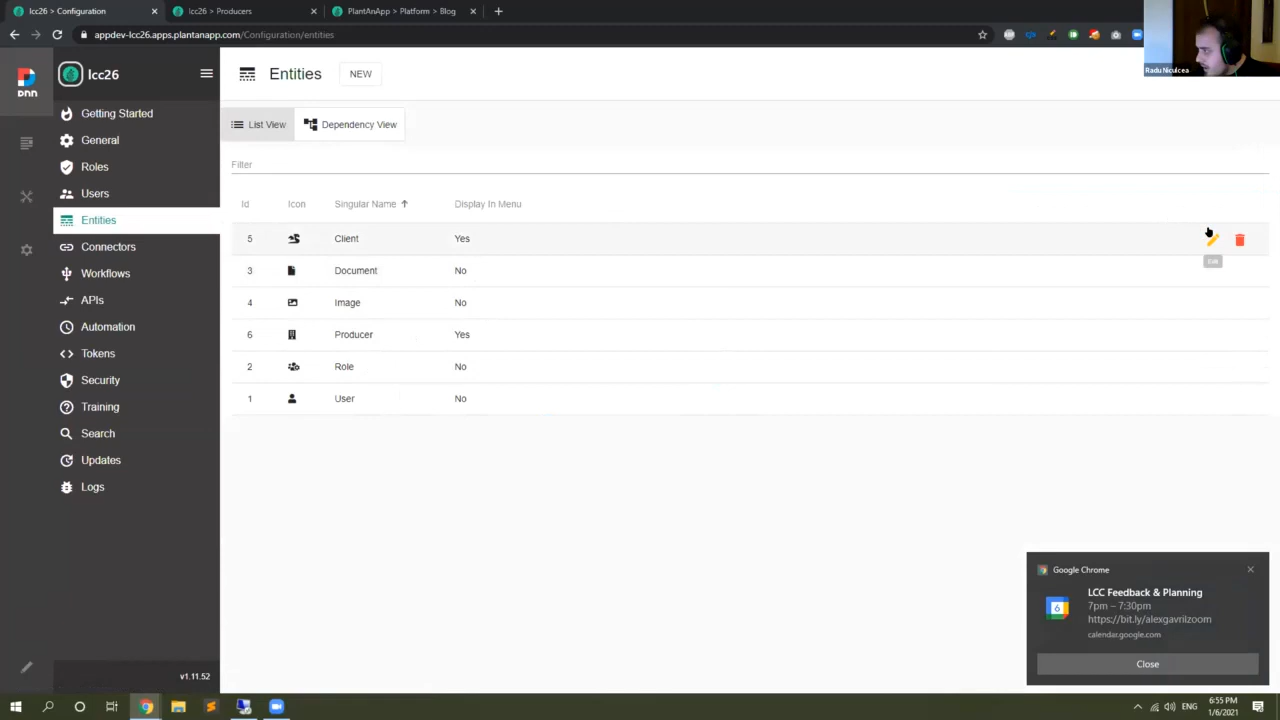 lcc26 > Configuration
lcc26 > Producers
PlantAnApp > Platform > Blog
appdev-lcc26.apps.plantanapp.com/Configuration/entities
Radu Niculcea
dnn
lcc26
Entities
NEW
Getting Started
General
Roles
Users
Entities
Connectors
Workflows
APIs
Automation
Tokens
Security
Training
Search
Updates
Logs
v1.11.52
List View
Dependency View
Filter
Id Icon Singular Name Display In Menu
5 Client Yes
Edit
3 Document No
4 Image No
6 Producer Yes
2 Role No
1 User No
Google Chrome
LCC Feedback & Planning
7pm – 7:30pm
https://bit.ly/alexgavrilzoom
calendar.google.com
6
Close
ENG
6:55 PM
1/6/2021